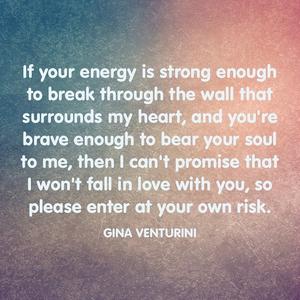 If your energy is strong enough
to break through the wall that
surrounds my heart, and you're
brave enough to bear your soul
to me, then I can't promise that
I won't fall in love with you, so
please enter at your own risk.
GINA VENTURINI